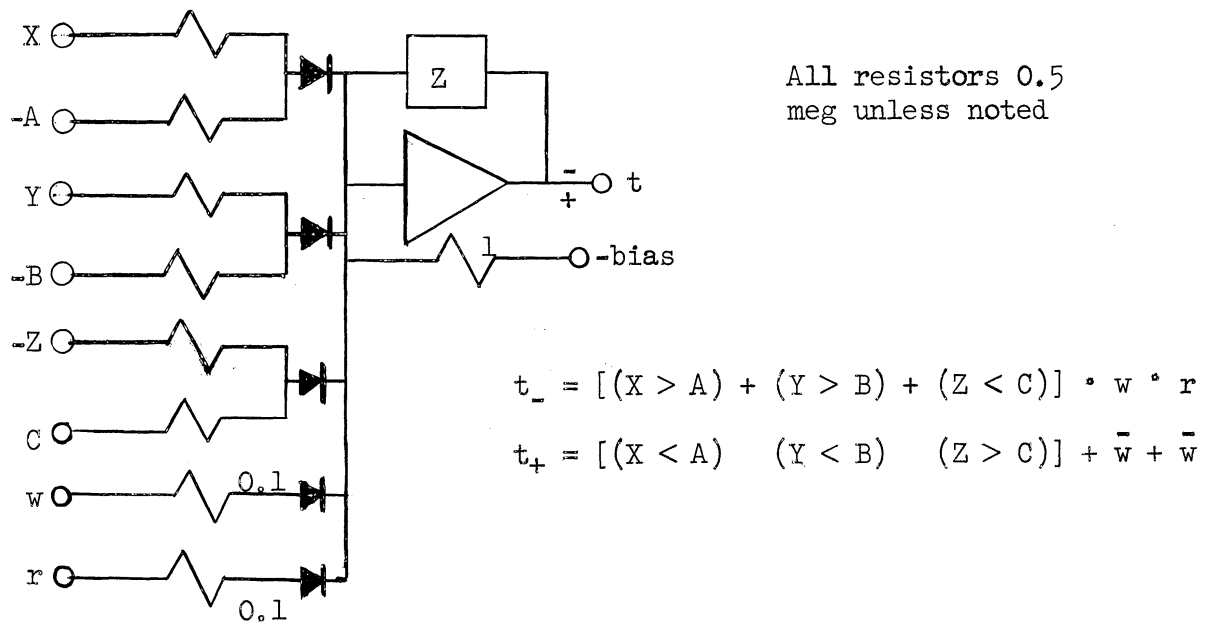 X
-A
Y
-B
-Z
C
w
r
0.1
0.1
Z
- 
+
t
1
-bias
All resistors 0.5
meg unless noted
t_ = [(X > A) + (Y > B) + (Z < C)] · w · r
t+ = [(X < A) (Y < B) (Z > C)] + w̄ + w̄